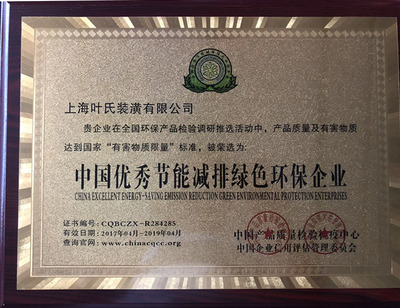 上海叶氏装潢有限公司
贵企业在全国环保产品检验调研推选活动中，产品质量及有害物质
达到国家“有害物质限量”标准，被荣选为:
中国优秀节能减排绿色环保企业
CHINA EXCELLENT ENERGY-SAVING EMISSION REDUCTION GREEN ENVIRONMENTAL PROTECTION ENTERPRISES
证书编号: CQBCZX-R284285
有效日期: 2017年04月-2019年04月
查询官网: www.chinacqcc.org
中国产品质量检验检疫中心
中国企业信用评估管理委员会